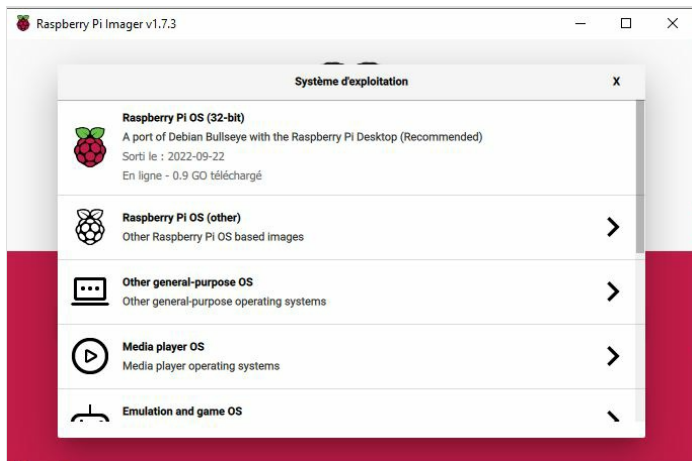 Raspberry Pi Imager v1.7.3
Système d'exploitation
X
Raspberry Pi OS (32-bit)
A port of Debian Bullseye with the Raspberry Pi Desktop (Recommended)
Sorti le : 2022-09-22
En ligne - 0.9 GO téléchargé
Raspberry Pi OS (other)
Other Raspberry Pi OS based images
Other general-purpose OS
Other general-purpose operating systems
Media player OS
Media player operating systems
Emulation and game OS